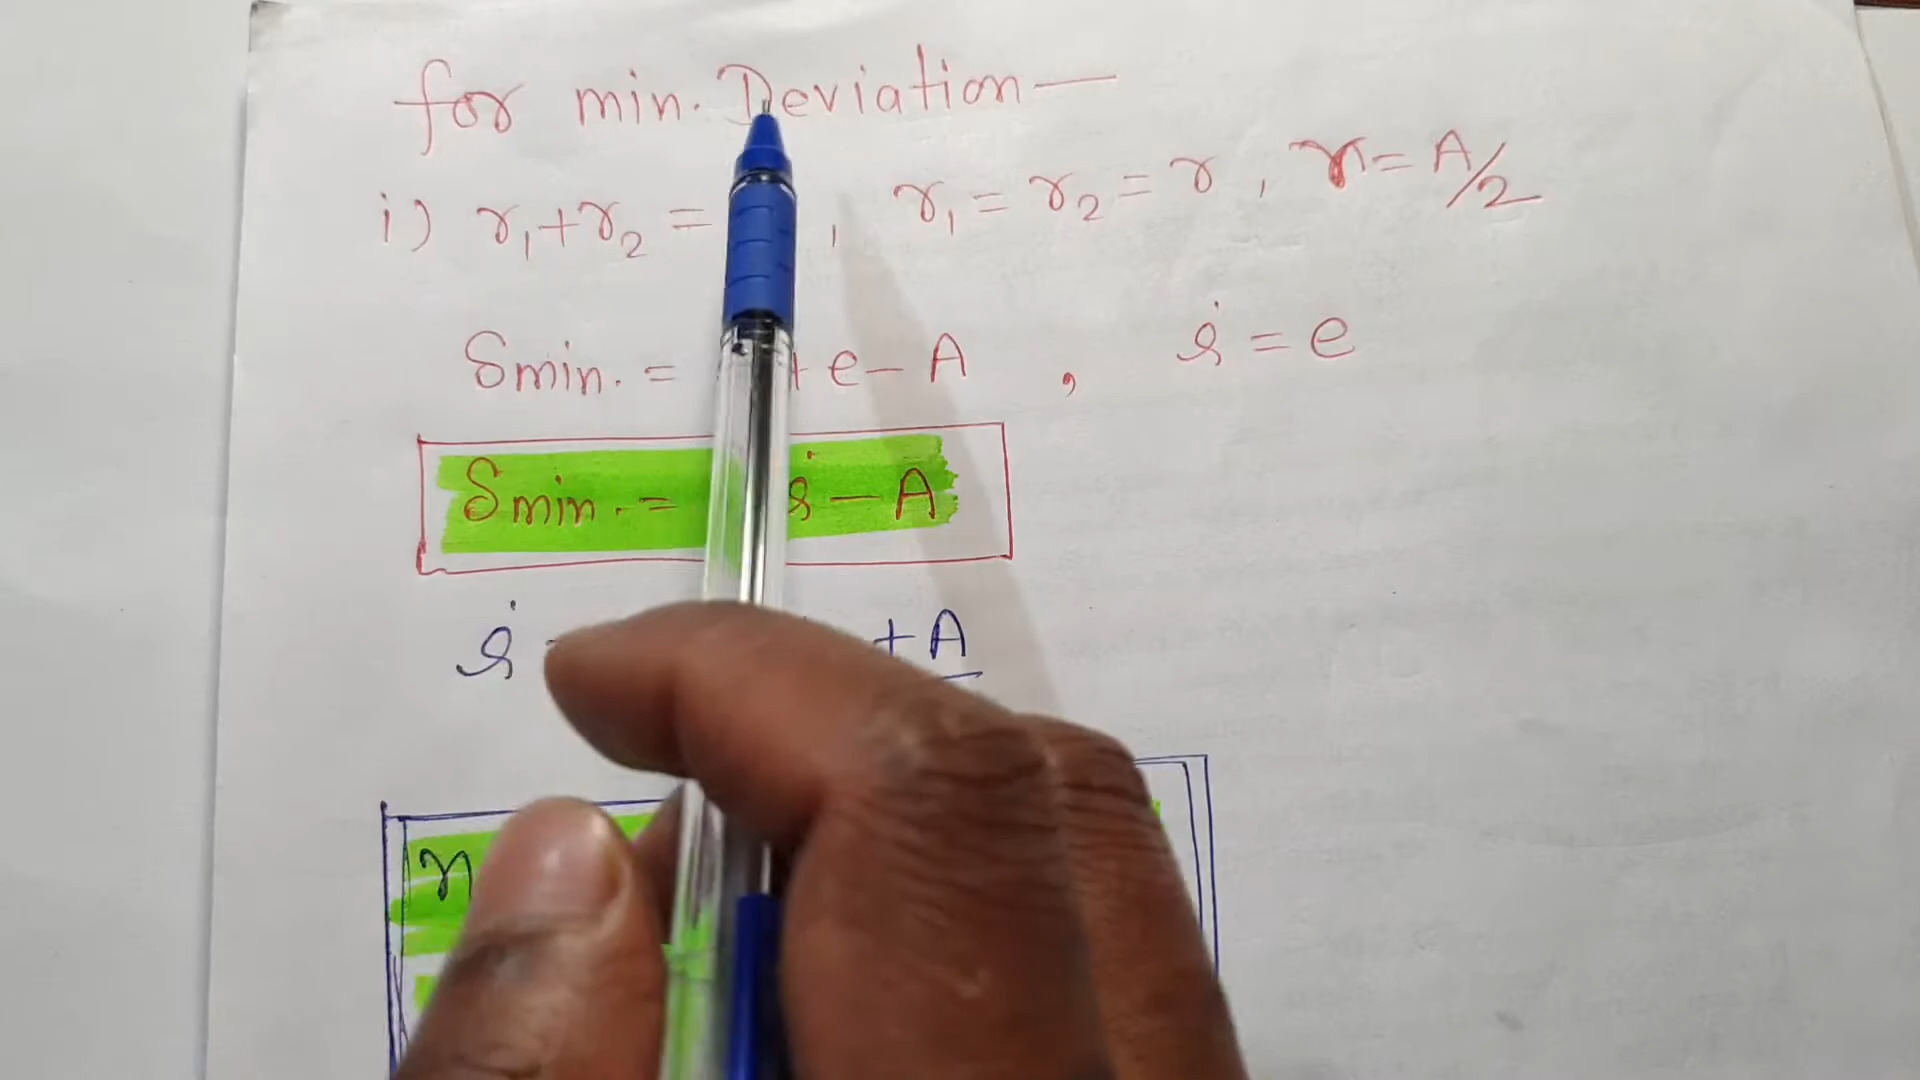 for min. Deviation —
i) r₁+r₂ = , r₁ = r₂ = r , r = A/2
δmin. = + e – A , i = e
δmin. = i – A
i + A
n